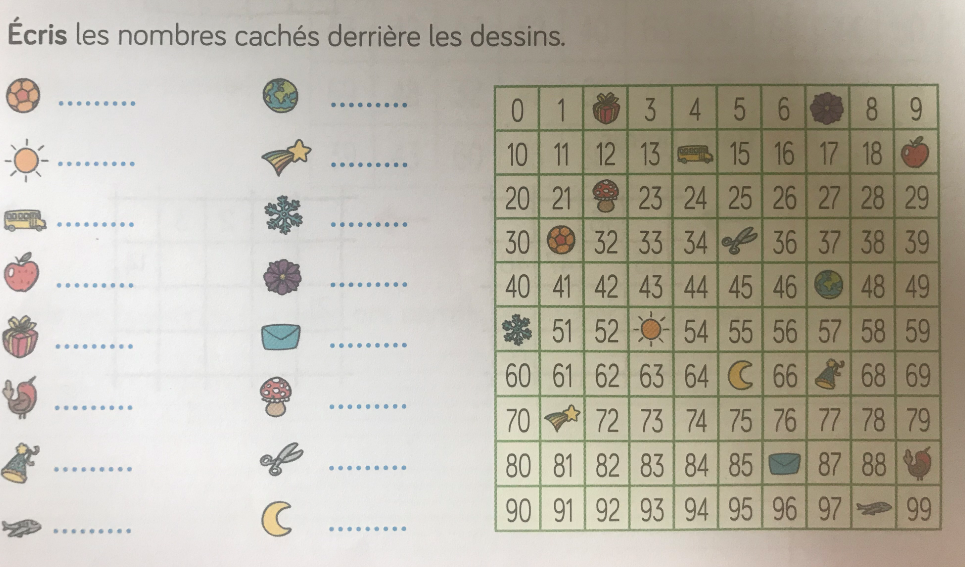 Écris les nombres cachés derrière les dessins.
0 1 3 4 5 6 8 9
10 11 12 13 15 16 17 18
20 21 23 24 25 26 27 28 29
30 32 33 34 36 37 38 39
40 41 42 43 44 45 46 48 49
51 52 54 55 56 57 58 59
60 61 62 63 64 66 68 69
70 72 73 74 75 76 77 78 79
80 81 82 83 84 85 87 88
90 91 92 93 94 95 96 97 99